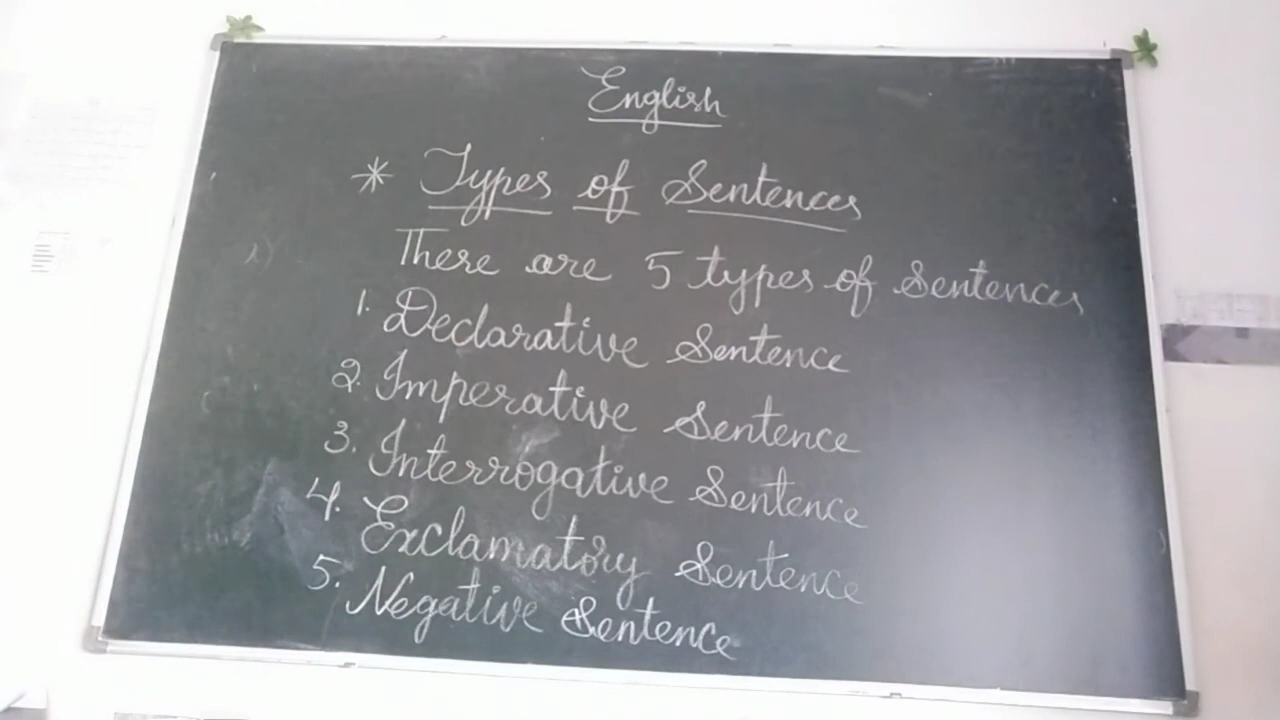 English
* Types of Sentences
There are 5 types of Sentences
1. Declarative Sentence
2. Imperative Sentence
3. Interrogative Sentence
4. Exclamatory Sentence
5. Negative Sentence